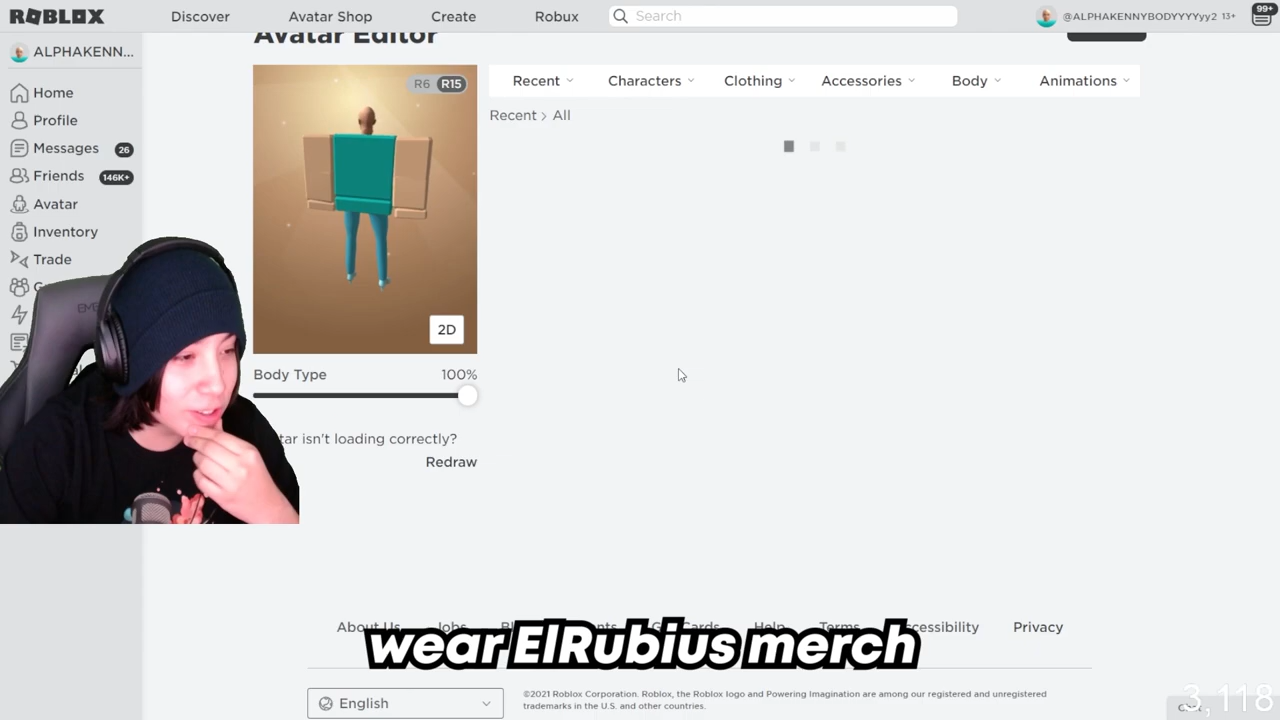 ROBLOX
Discover
Avatar Shop
Create
Robux
Search
@ALPHAKENNYBODYYYYyy2 13+
99+
ALPHAKENN...
Avatar Editor
Home
Profile
Messages 26
Friends 146K+
Avatar
Inventory
Trade
R6 R15
2D
Body Type 100%
isn't loading correctly?
Redraw
Recent
Characters
Clothing
Accessories
Body
Animations
Recent > All
About Us
Jobs
Help
Terms
Privacy
wear ElRubius merch
English
©2021 Roblox Corporation. Roblox, the Roblox logo and Powering Imagination are among our registered and unregistered
trademarks in the U.S. and other countries.
3,118